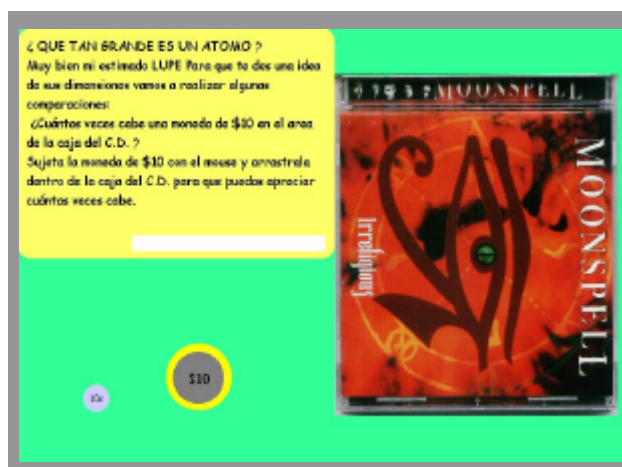 ¿ QUE TAN GRANDE ES UN ATOMO ?
Muy bien mi estimado LUPE Para que te des una idea
de sus dimensiones vamos a realizar algunas
comparaciones:
¿Cuántas veces cabe una moneda de $10 en el area
de la caja del C.D. ?
Sujeta la moneda de $10 con el mouse y arrastrala
dentro de la caja del C.D. para que puedas apreciar
cuántas veces cabe.
MOONSPELL
MOONSPELL
Irreligious
$10
10c